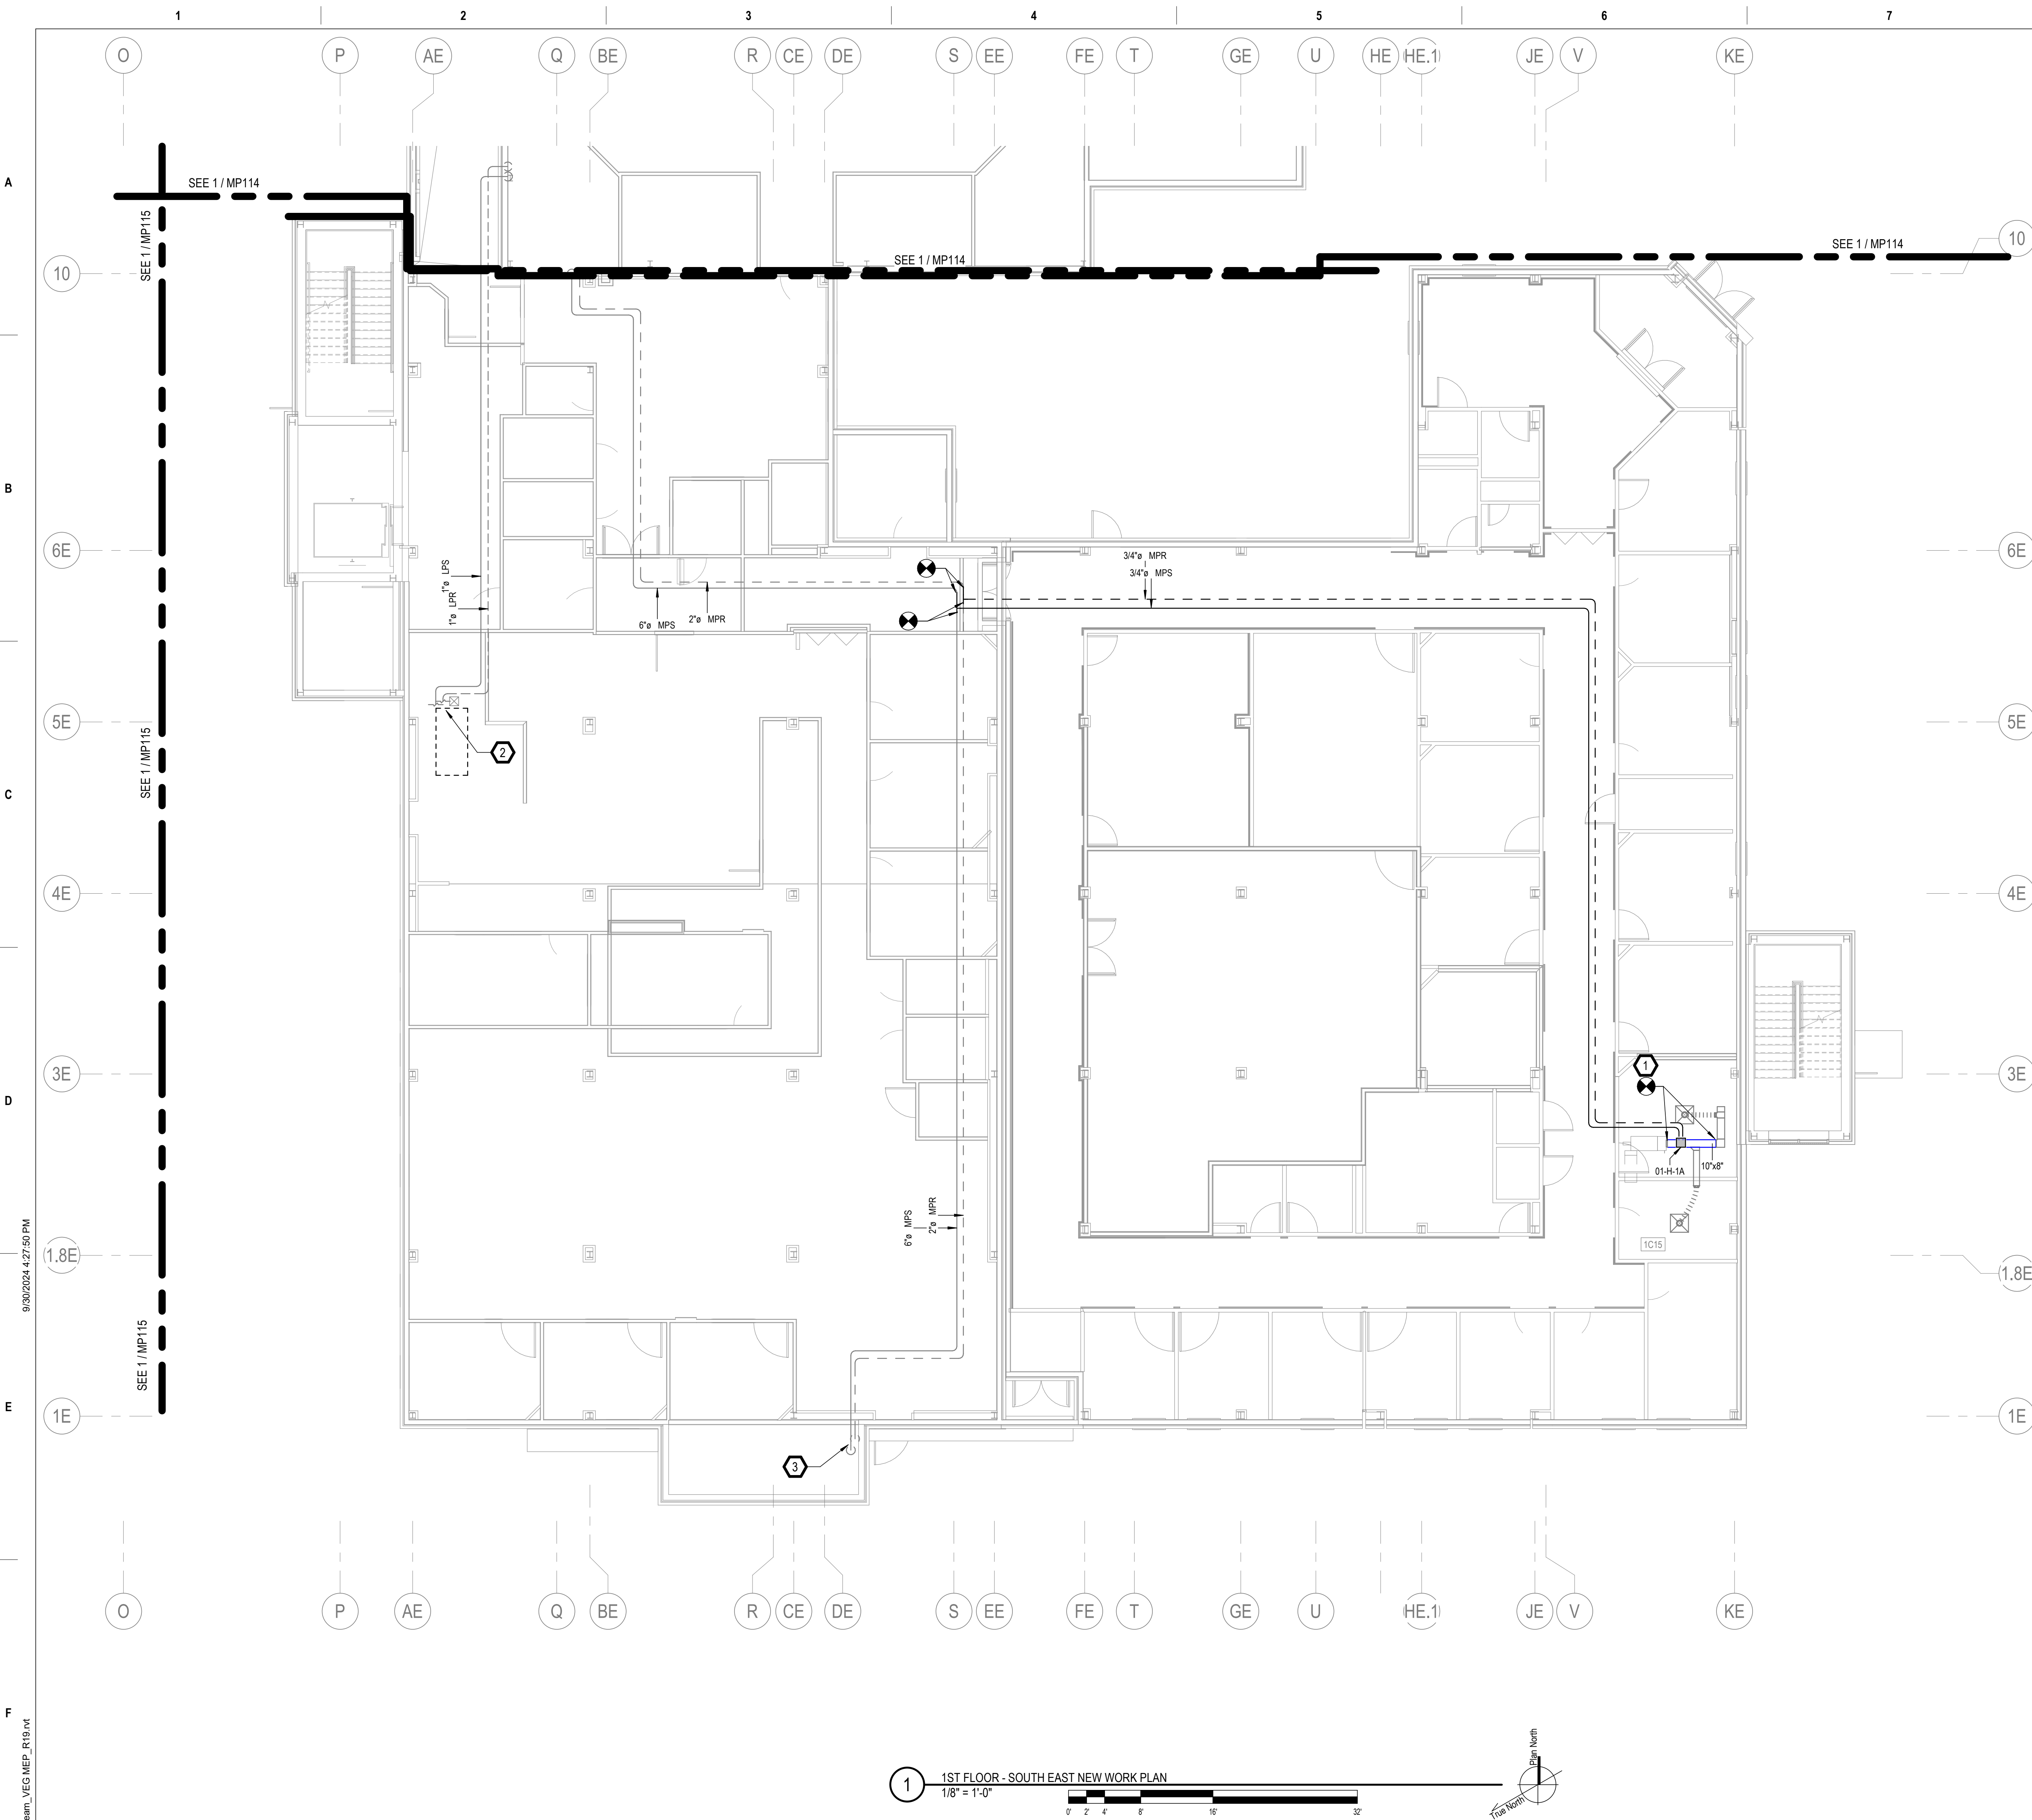 1 2 3 4 5 6 7
O P AE Q BE R CE DE S EE FE T GE U HE HE.1 JE V KE
A
SEE 1 / MP114
SEE 1 / MP115
SEE 1 / MP114
SEE 1 / MP114
10
10
B
6E
6E
3/4"ø MPR
3/4"ø MPS
1"ø LPS
1"ø LPR
6"ø MPS
2"ø MPR
5E
5E
SEE 1 / MP115
2
C
4E
4E
3E
3E
1
D
01-H-1A
10"x8"
6"ø MPS
2"ø MPR
1C15
1.8E
1.8E
9/30/2024 4:27:50 PM
SEE 1 / MP115
E
1E
1E
3
O P AE Q BE R CE DE S EE FE T GE U HE.1 JE V KE
F
eam_VEG MEP_R19.rvt
1
1ST FLOOR - SOUTH EAST NEW WORK PLAN
1/8" = 1'-0"
0' 2' 4' 8' 16' 32'
Plan North
True North